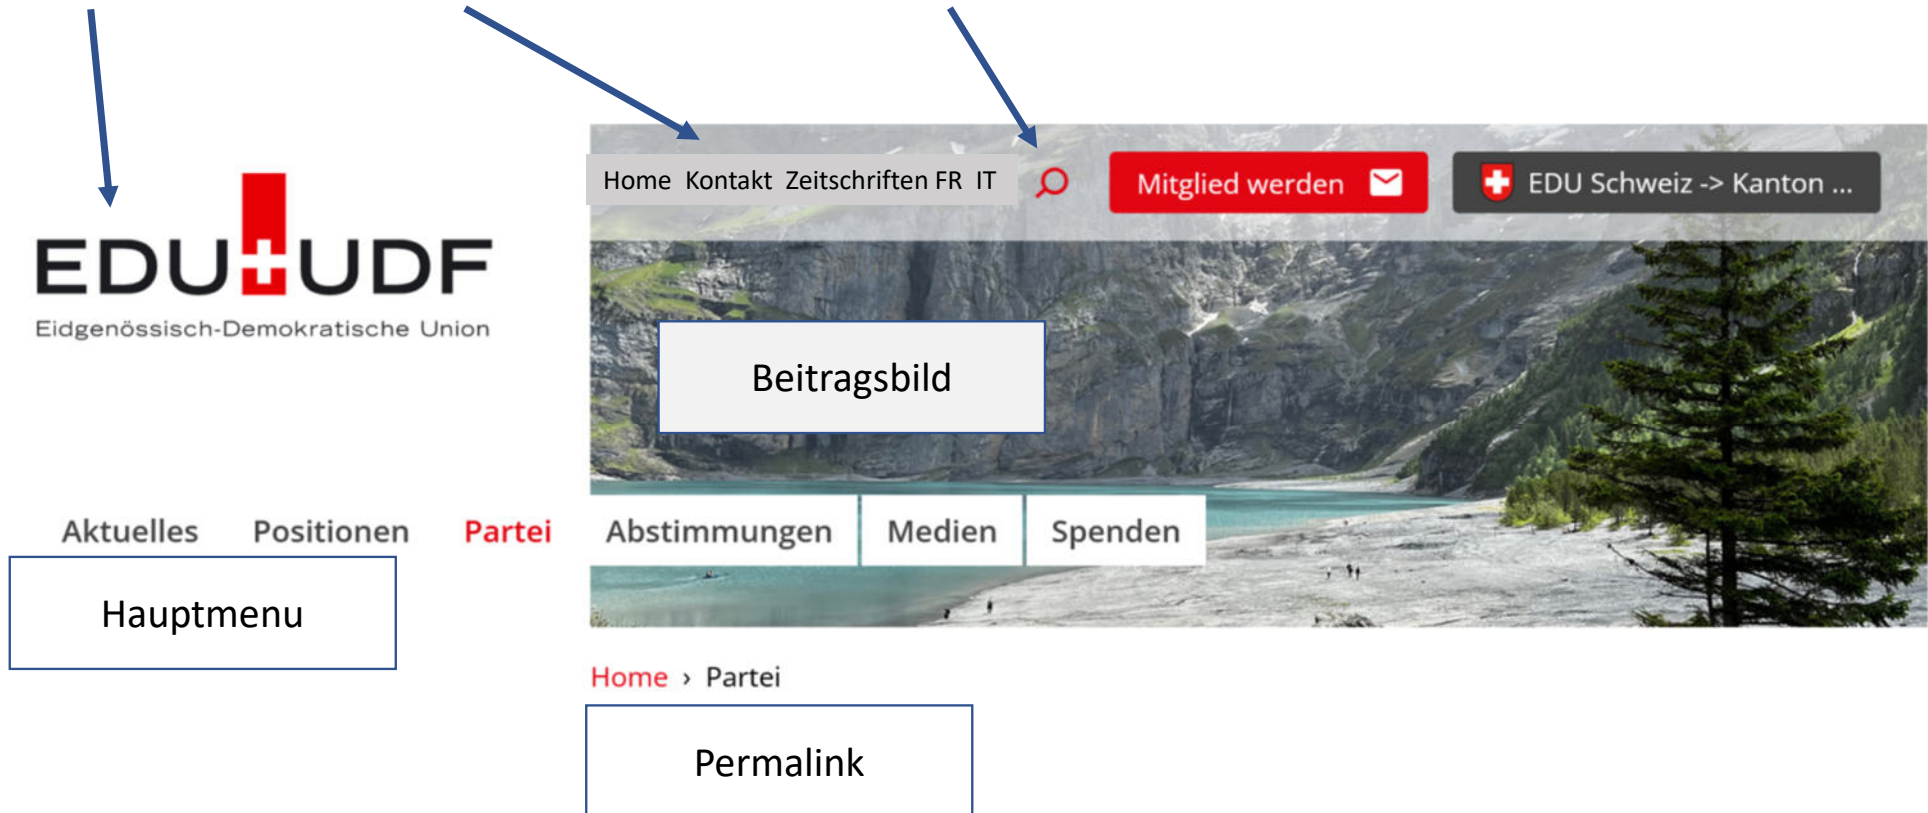 Home Kontakt Zeitschriften FR IT
Mitglied werden
EDU Schweiz -> Kanton ...
EDU UDF
Eidgenössisch-Demokratische Union
Beitragsbild
Aktuelles Positionen Partei Abstimmungen Medien Spenden
Hauptmenu
Home › Partei
Permalink